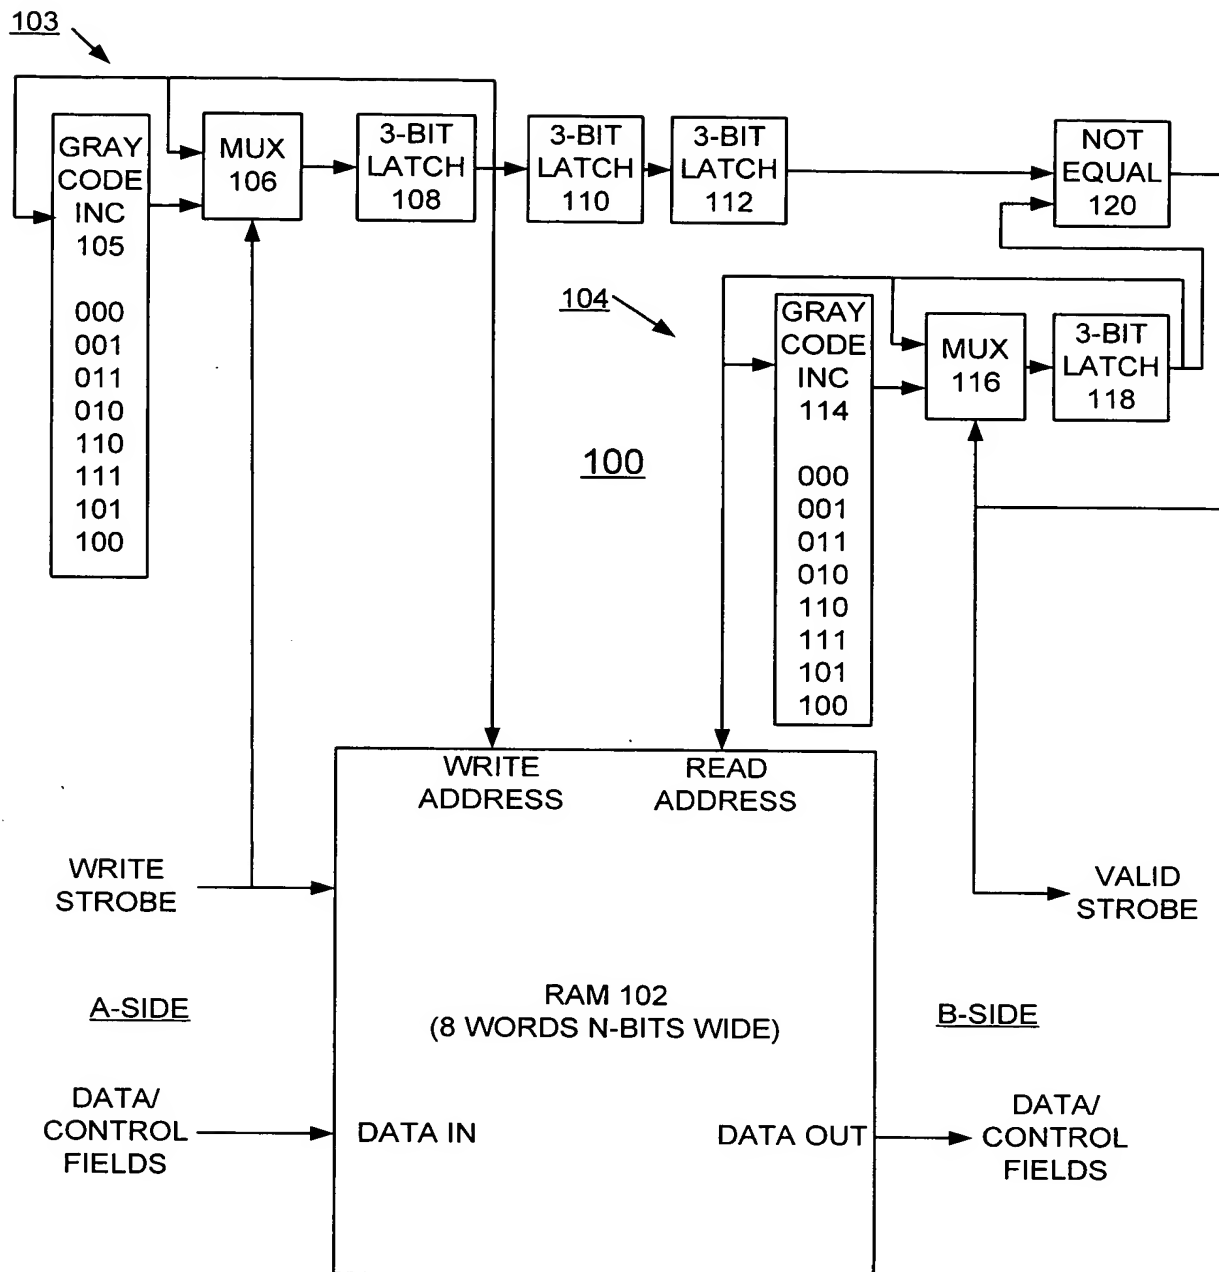 103
GRAY
CODE
INC
105
000
001
011
010
110
111
101
100
MUX
106
3-BIT
LATCH
108
3-BIT
LATCH
110
3-BIT
LATCH
112
NOT
EQUAL
120
104
GRAY
CODE
INC
114
000
001
011
010
110
111
101
100
MUX
116
3-BIT
LATCH
118
100
WRITE
ADDRESS
READ
ADDRESS
WRITE
STROBE
VALID
STROBE
A-SIDE
RAM 102
(8 WORDS N-BITS WIDE)
B-SIDE
DATA/
CONTROL
FIELDS
DATA IN
DATA OUT
DATA/
CONTROL
FIELDS